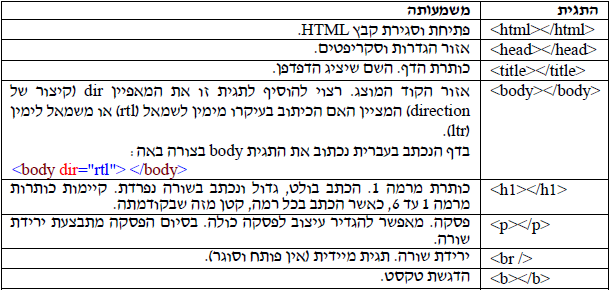 התגית משמעותה
<html></html> פתיחת וסגירת קבץ HTML.
<head></head> אזור הגדרות וסקריפטים.
<title></title> כותרת הדף. השם שיציג הדפדפן.
<body></body> אזור הקוד המוצג. רצוי להוסיף לתגית זו את המאפיין dir (קיצור של
direction) המציין האם הכיתוב בעיקרו מימין לשמאל (rtl) או משמאל לימין
(ltr).
בדף הנכתב בעברית נכתוב את התגית body בצורה באה:
<body dir="rtl"> </body>
<h1></h1> כותרת מרמה 1. הכתב בולט, גדול ונכתב בשורה נפרדת. קיימות כותרות
מרמה 1 עד 6, כאשר הכתב בכל רמה, קטן מזה שבקודמתה.
<p></p> פסקה. מאפשר להגדיר עיצוב לפסקה כולה. בסיום הפסקה מתבצעת ירידת
שורה.
<br /> ירידת שורה. תגית מיידית (אין פותח וסוגר).
<b></b> הדגשת טקסט.